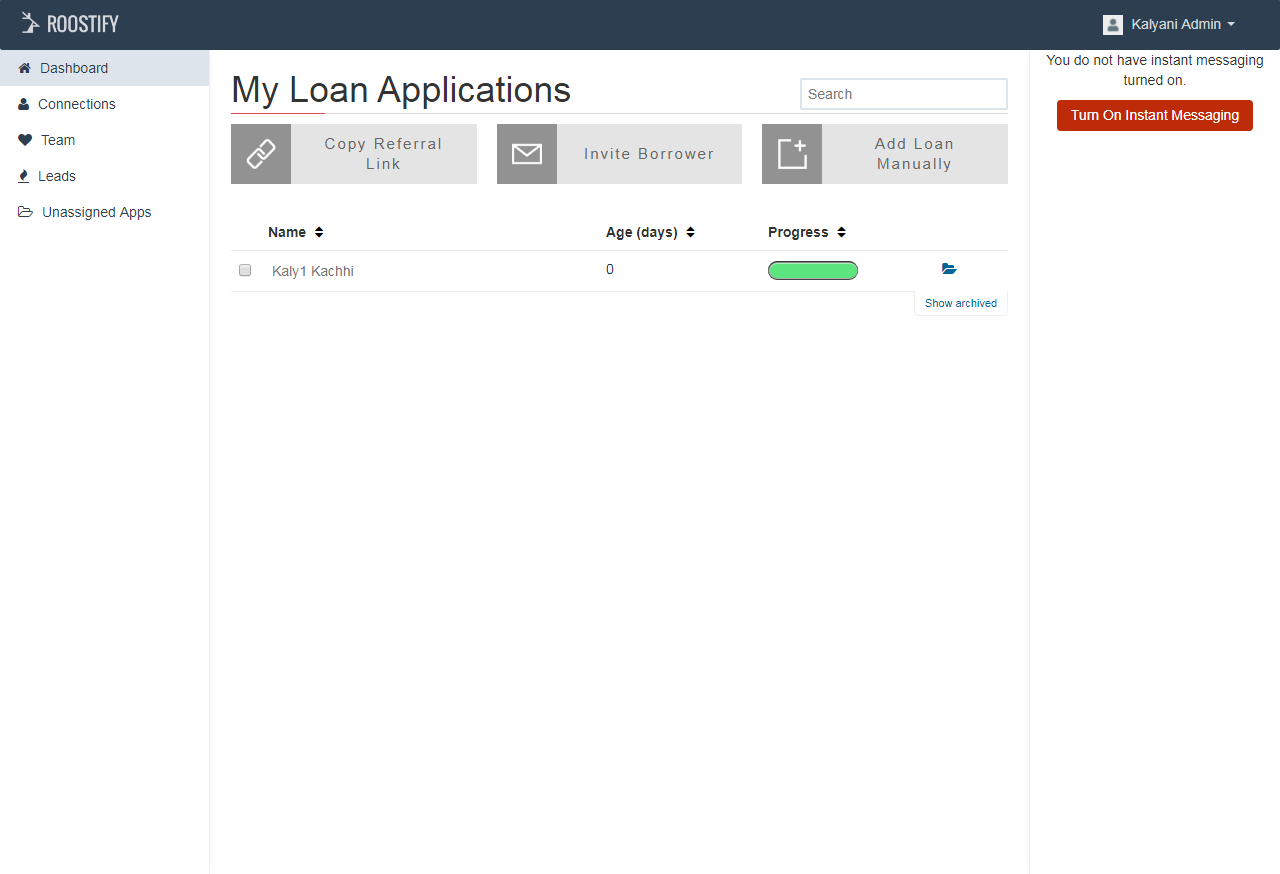 ROOSTIFY
Kalyani Admin
Dashboard
Connections
Team
Leads
Unassigned Apps
My Loan Applications
Search
Copy Referral
Link
Invite Borrower
Add Loan
Manually
Name
Age (days)
Progress
Kaly1 Kachhi
0
Show archived
You do not have instant messaging
turned on.
Turn On Instant Messaging